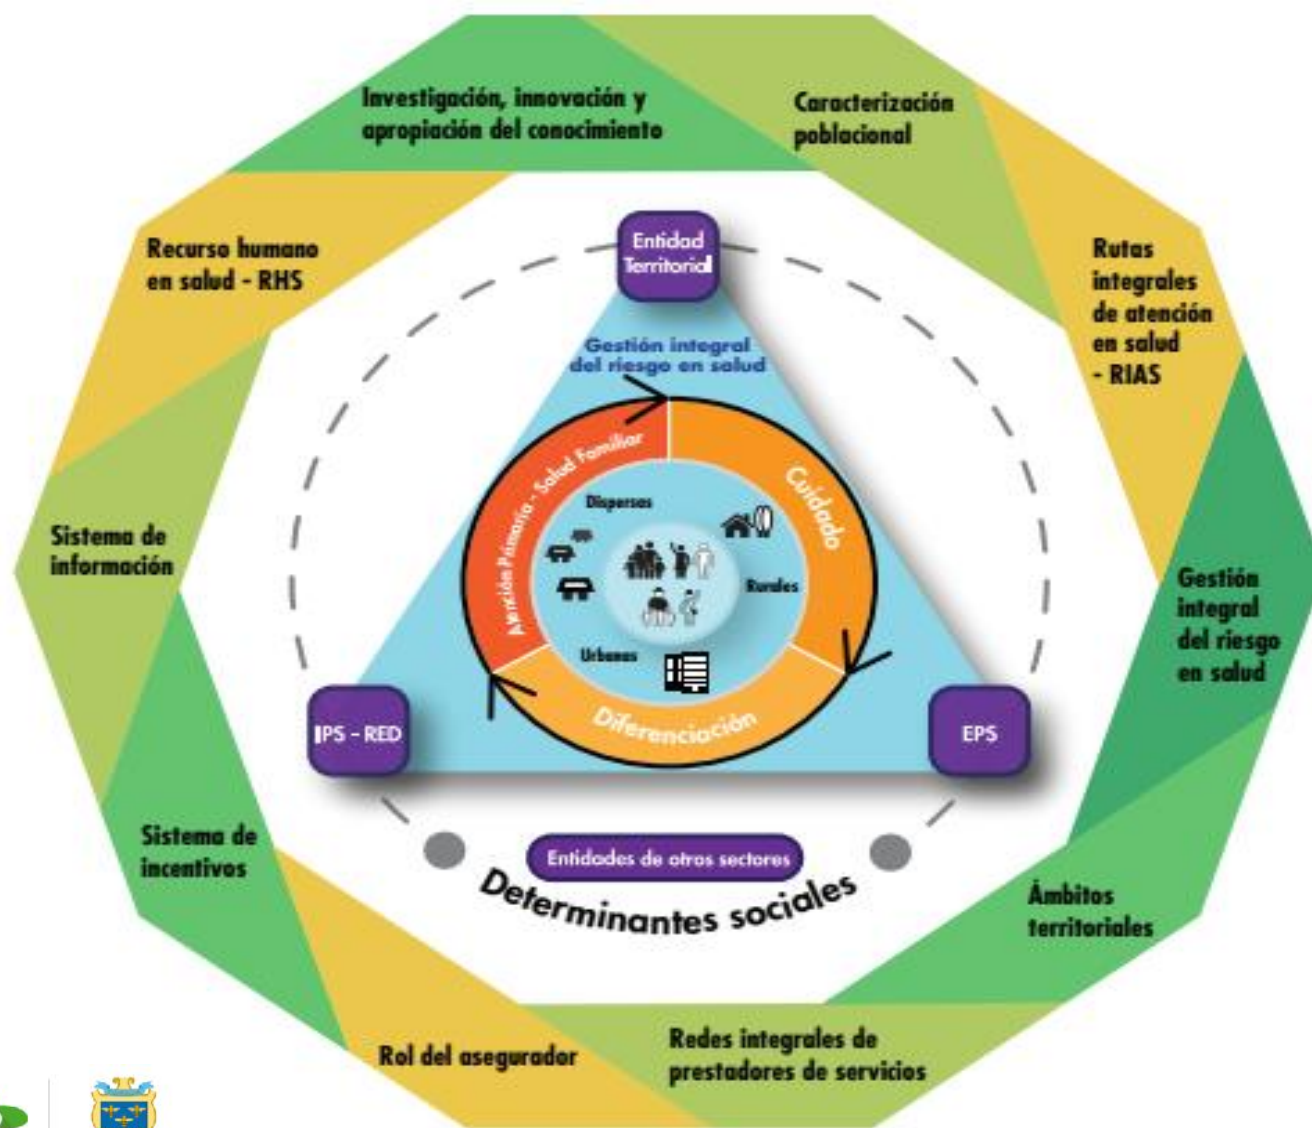 Investigación, innovación y
apropiación del conocimiento
Caracterización
poblacional
Rutas
integrales
de atención
en salud
- RIAS
Gestión
integral
del riesgo
en salud
Ámbitos
territoriales
Redes integrales de
prestadores de servicios
Rol del asegurador
Sistema de
incentivos
Sistema de
información
Recurso humano
en salud - RHS
Entidad
Territorial
Gestión integral
del riesgo en salud
Atención Primaria - Salud Familiar
Cuidado
Diferenciación
Dispersas
Rurales
Urbanas
IPS - RED
EPS
Entidades de otros sectores
Determinantes sociales